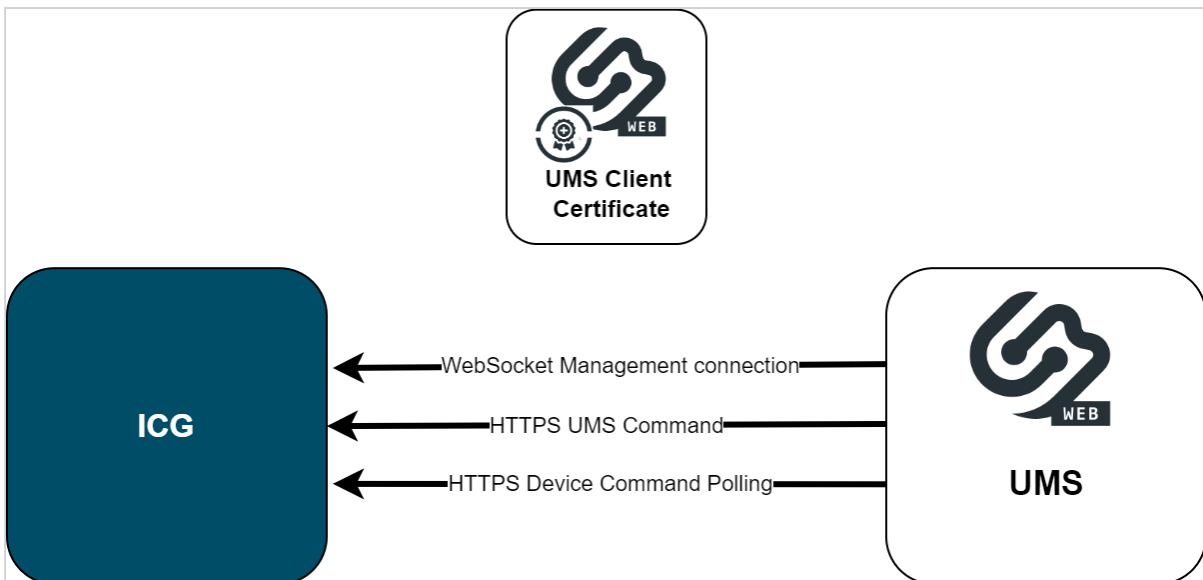 WEB
UMS Client
Certificate
WebSocket Management connection
ICG
HTTPS UMS Command
WEB
HTTPS Device Command Polling
UMS